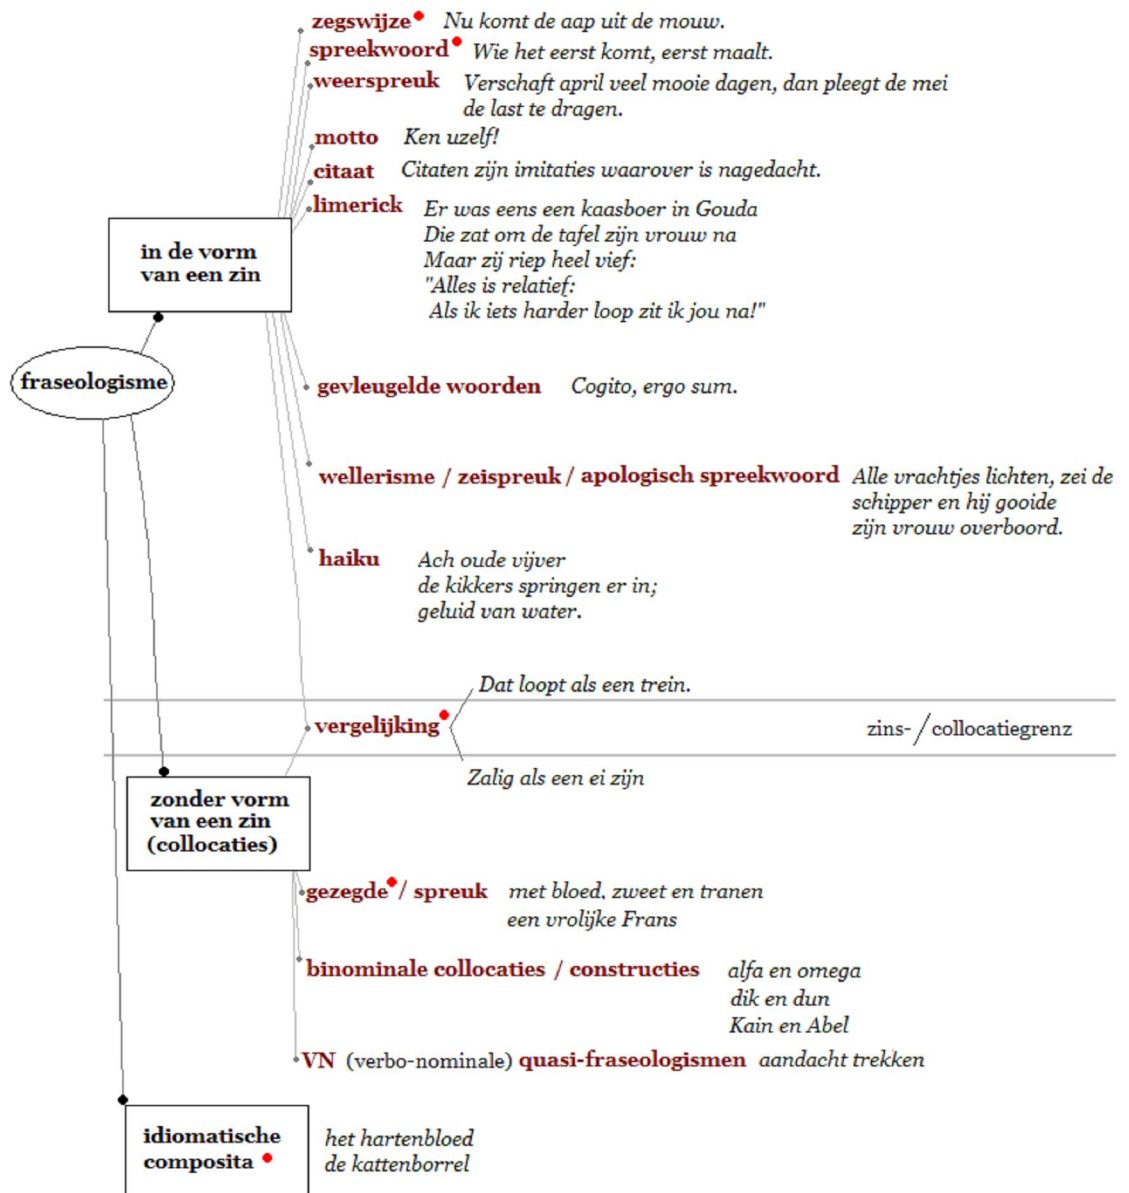 zegswijze Nu komt de aap uit de mouw.
spreekwoord Wie het eerst komt, eerst maalt.
weerspreuk Verschaft april veel mooie dagen, dan pleegt de mei
de last te dragen.
motto Ken uzelf!
citaat Citaten zijn imitaties waarover is nagedacht.
limerick Er was eens een kaasboer in Gouda
Die zat om de tafel zijn vrouw na
Maar zij riep heel vief:
"Alles is relatief:
Als ik iets harder loop zit ik jou na!"
in de vorm
van een zin
fraseologisme
gevleugelde woorden Cogito, ergo sum.
wellerisme / zeispreuk / apologisch spreekwoord Alle vrachtjes lichten, zei de
schipper en hij gooide
zijn vrouw overboord.
haiku Ach oude vijver
de kikkers springen er in;
geluid van water.
Dat loopt als een trein.
vergelijking zins-/collocatiegrenz
Zalig als een ei zijn
zonder vorm
van een zin
(collocaties)
gezegde / spreuk met bloed, zweet en tranen
een vrolijke Frans
binominale collocaties / constructies alfa en omega
dik en dun
Kain en Abel
VN (verbo-nominale) quasi-fraseologismen aandacht trekken
idiomatische
composita
het hartenbloed
de kattenborrel